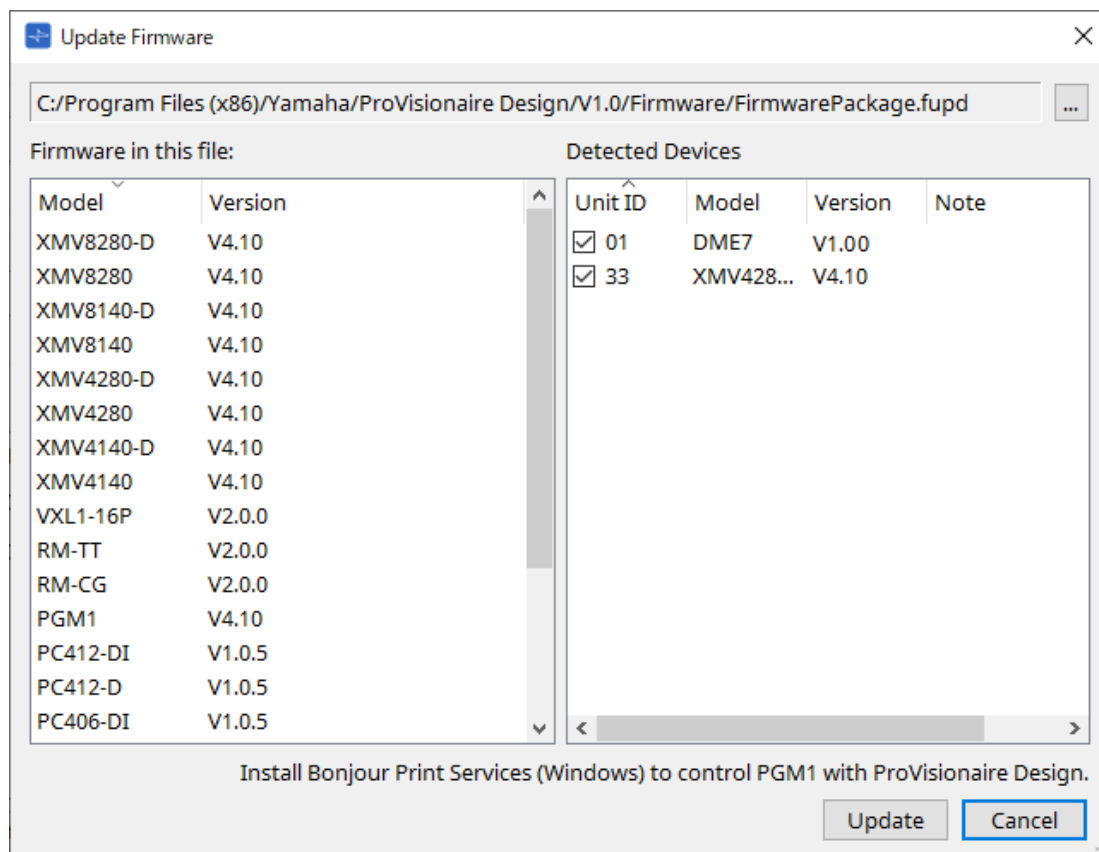 Update Firmware
C:/Program Files (x86)/Yamaha/ProVisionaire Design/V1.0/Firmware/FirmwarePackage.fupd
...
Firmware in this file:
Model Version
XMV8280-D V4.10
XMV8280 V4.10
XMV8140-D V4.10
XMV8140 V4.10
XMV4280-D V4.10
XMV4280 V4.10
XMV4140-D V4.10
XMV4140 V4.10
VXL1-16P V2.0.0
RM-TT V2.0.0
RM-CG V2.0.0
PGM1 V4.10
PC412-DI V1.0.5
PC412-D V1.0.5
PC406-DI V1.0.5
Detected Devices
Unit ID Model Version Note
01 DME7 V1.00
33 XMV428... V4.10
Install Bonjour Print Services (Windows) to control PGM1 with ProVisionaire Design.
Update Cancel